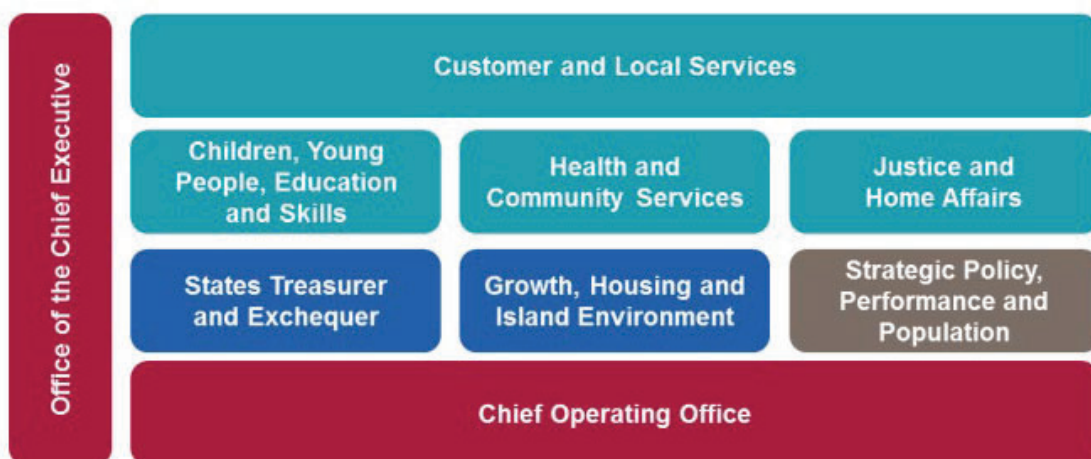 Office of the Chief Executive
Customer and Local Services
Children, Young
People, Education
and Skills
Health and
Community Services
Justice and
Home Affairs
States Treasurer
and Exchequer
Growth, Housing and
Island Environment
Strategic Policy,
Performance and
Population
Chief Operating Office